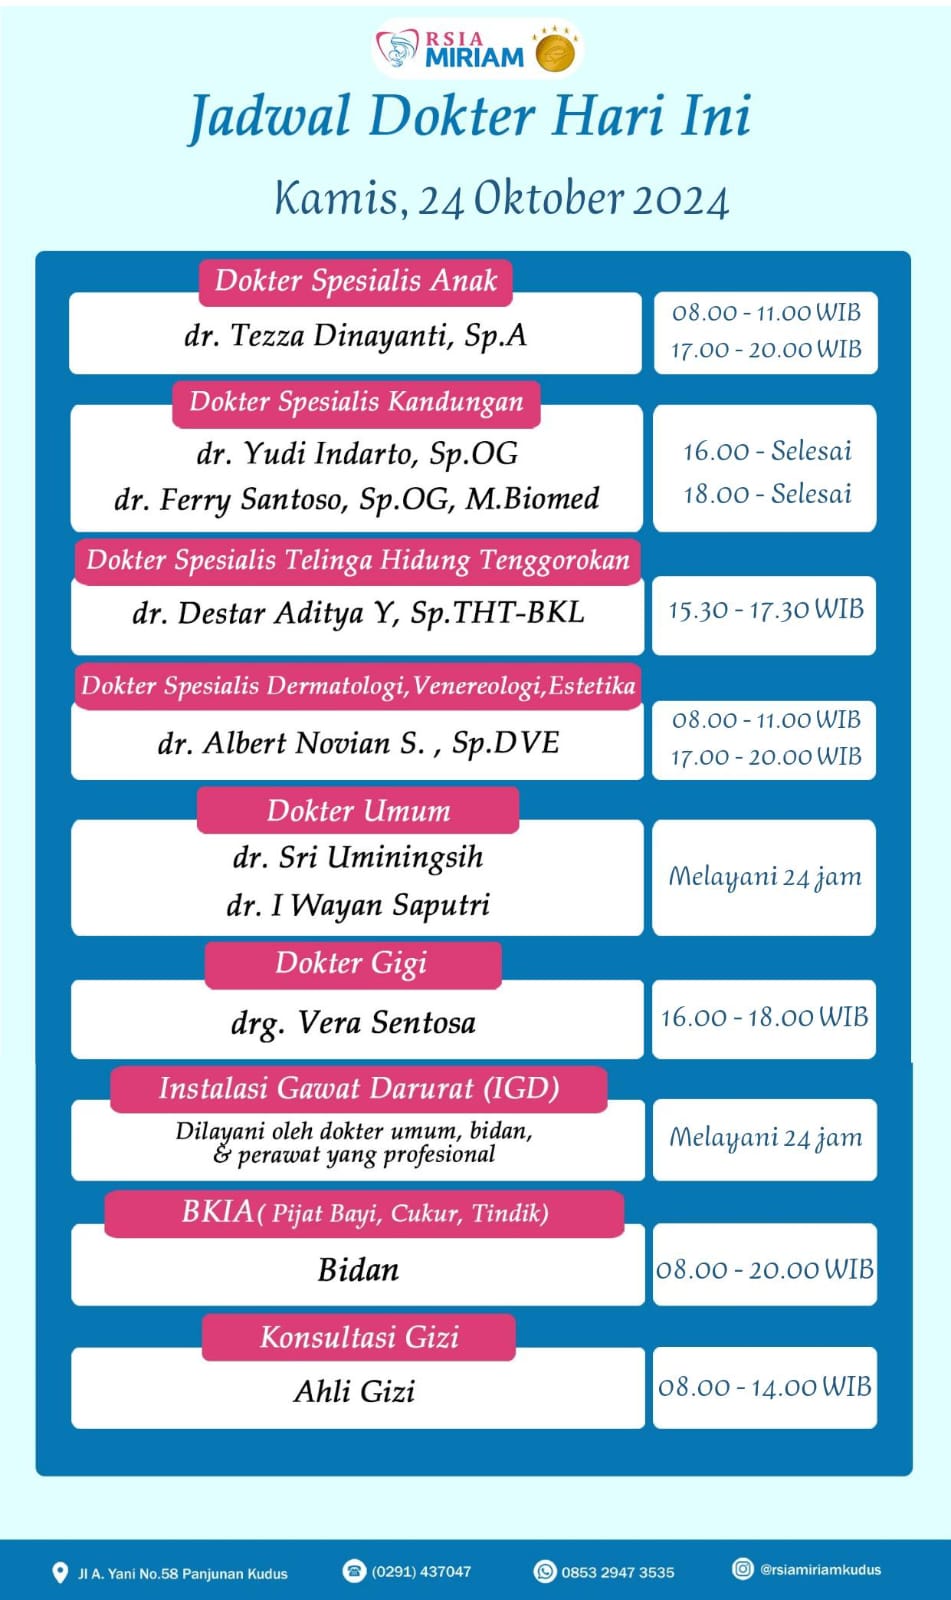 RSIA
MIRIAM
Jadwal Dokter Hari Ini
Kamis, 24 Oktober 2024
Dokter Spesialis Anak
dr. Tezza Dinayanti, Sp.A
08.00 - 11.00 WIB
17.00 - 20.00 WIB
Dokter Spesialis Kandungan
dr. Yudi Indarto, Sp.OG
16.00 - Selesai
dr. Ferry Santoso, Sp.OG, M.Biomed
18.00 - Selesai
Dokter Spesialis Telinga Hidung Tenggorokan
dr. Destar Aditya Y, Sp.THT-BKL
15.30 - 17.30 WIB
Dokter Spesialis Dermatologi,Venereologi,Estetika
dr. Albert Novian S. , Sp.DVE
08.00 - 11.00 WIB
17.00 - 20.00 WIB
Dokter Umum
dr. Sri Uminingsih
dr. I Wayan Saputri
Melayani 24 jam
Dokter Gigi
drg. Vera Sentosa
16.00 - 18.00 WIB
Instalasi Gawat Darurat (IGD)
Dilayani oleh dokter umum, bidan,
& perawat yang profesional
Melayani 24 jam
BKIA ( Pijat Bayi, Cukur, Tindik)
Bidan
08.00 - 20.00 WIB
Konsultasi Gizi
Ahli Gizi
08.00 - 14.00 WIB
Jl A. Yani No.58 Panjunan Kudus
(0291) 437047
0853 2947 3535
@rsiamiriamkudus